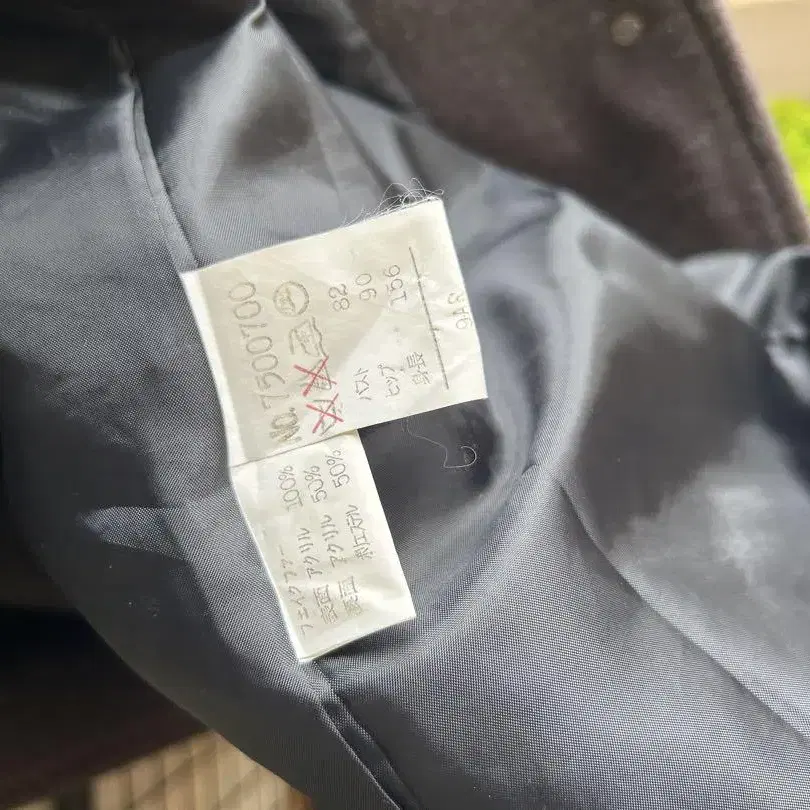 NO.7500700
バスト 82
ヒップ 90
身長 156
9AR
フェイクファー
アクリル 100%
表面 アクリル 50%
裏面 ポリエステル 50%